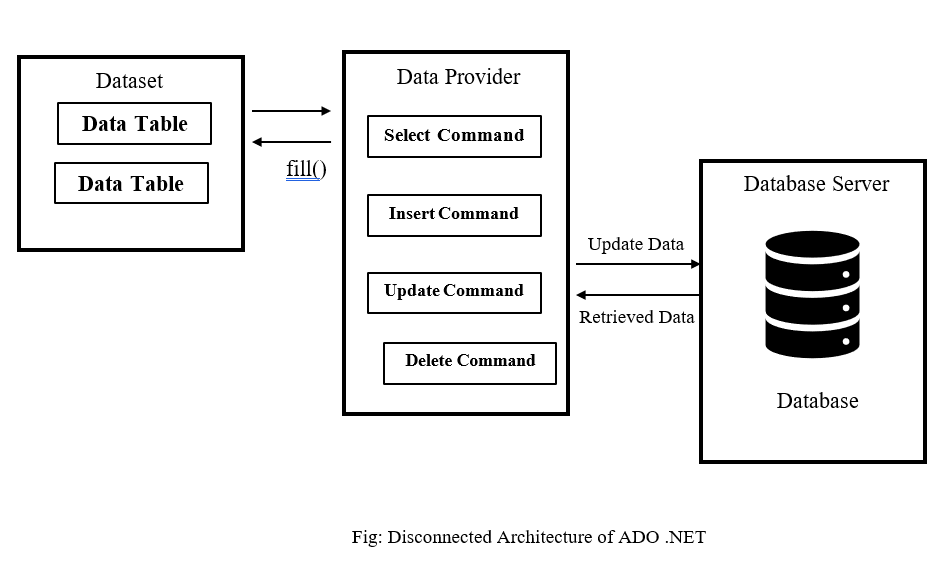 Dataset
Data Table
Data Table
fill()
Data Provider
Select Command
Insert Command
Update Command
Delete Command
Update Data
Retrieved Data
Database Server
Database
Fig: Disconnected Architecture of ADO .NET